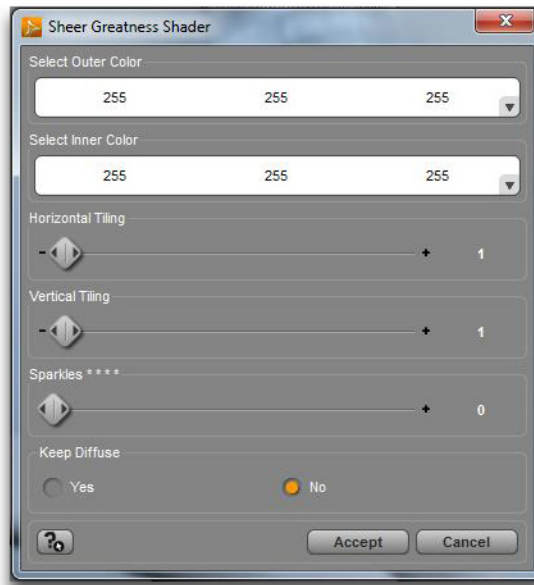 Sheer Greatness Shader
Select Outer Color
255 255 255
Select Inner Color
255 255 255
Horizontal Tiling
- + 1
Vertical Tiling
- + 1
Sparkles * * * *
+ 0
Keep Diffuse
Yes No
? Accept Cancel